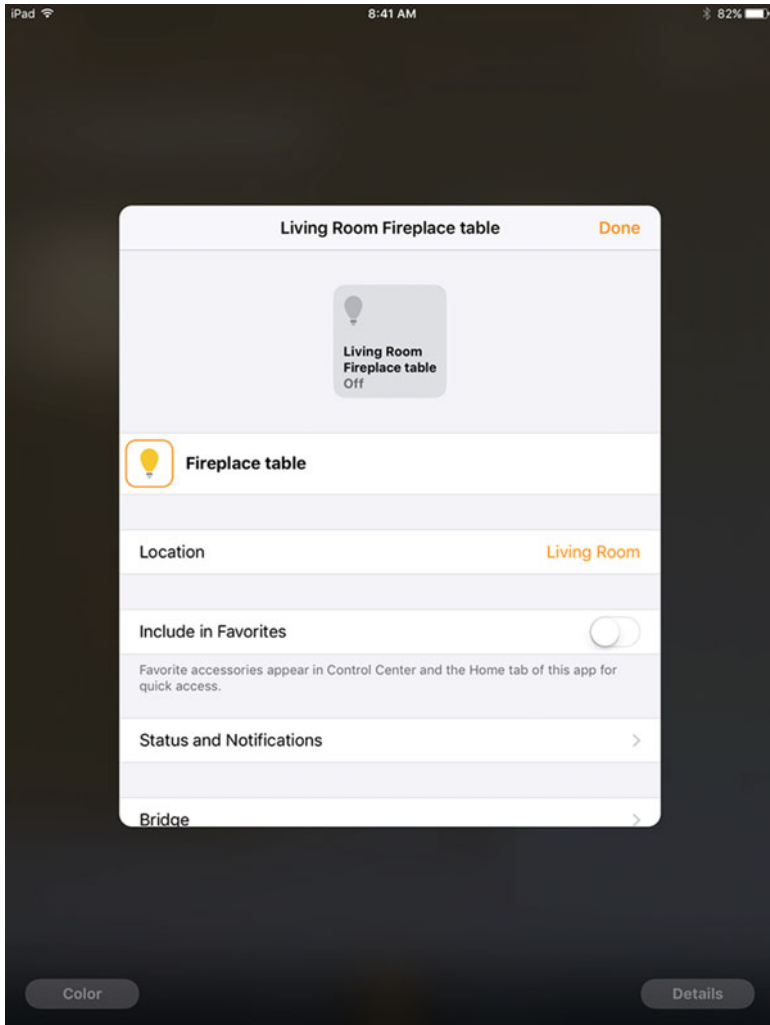 iPad 8:41 AM 82%
Living Room Fireplace table Done
Living Room
Fireplace table
Off
Fireplace table
Location Living Room
Include in Favorites
Favorite accessories appear in Control Center and the Home tab of this app for
quick access.
Status and Notifications
Bridge
Color Details